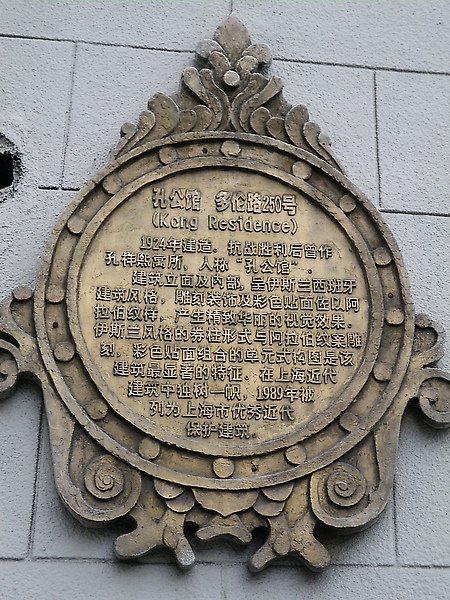 孔公馆 多伦路250号
(Kong Residence)
1924年建造。抗战胜利后曾作
孔祥熙寓所，人称“孔公馆”。
建筑立面及内部，呈伊斯兰西班牙
建筑风格，雕刻装饰及彩色贴面佐以阿
拉伯纹样，产生精致华丽的视觉效果。
伊斯兰风格的券柱形式与阿拉伯纹案雕
刻，彩色贴面组合的单元式构图是该
建筑最显著的特征。在上海近代
建筑中独树一帜，1989年被
列为上海市优秀近代
保护建筑。